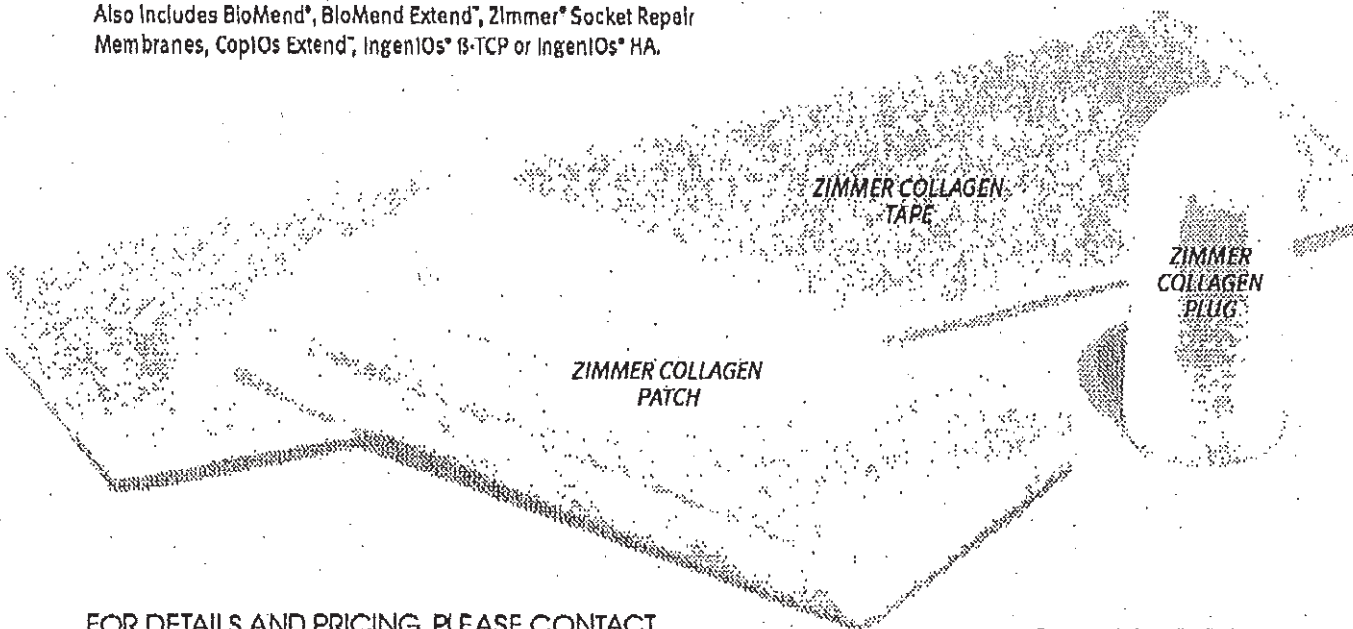 Also Includes BioMend®, BioMend Extend™, Zimmer® Socket Repair
Membranes, CopiOs Extend™, IngeniOs® β-TCP or IngeniOs® HA.
ZIMMER COLLAGEN
TAPE
ZIMMER
COLLAGEN
PLUG
ZIMMER COLLAGEN
PATCH
FOR DETAILS AND PRICING, PLEASE CONTACT